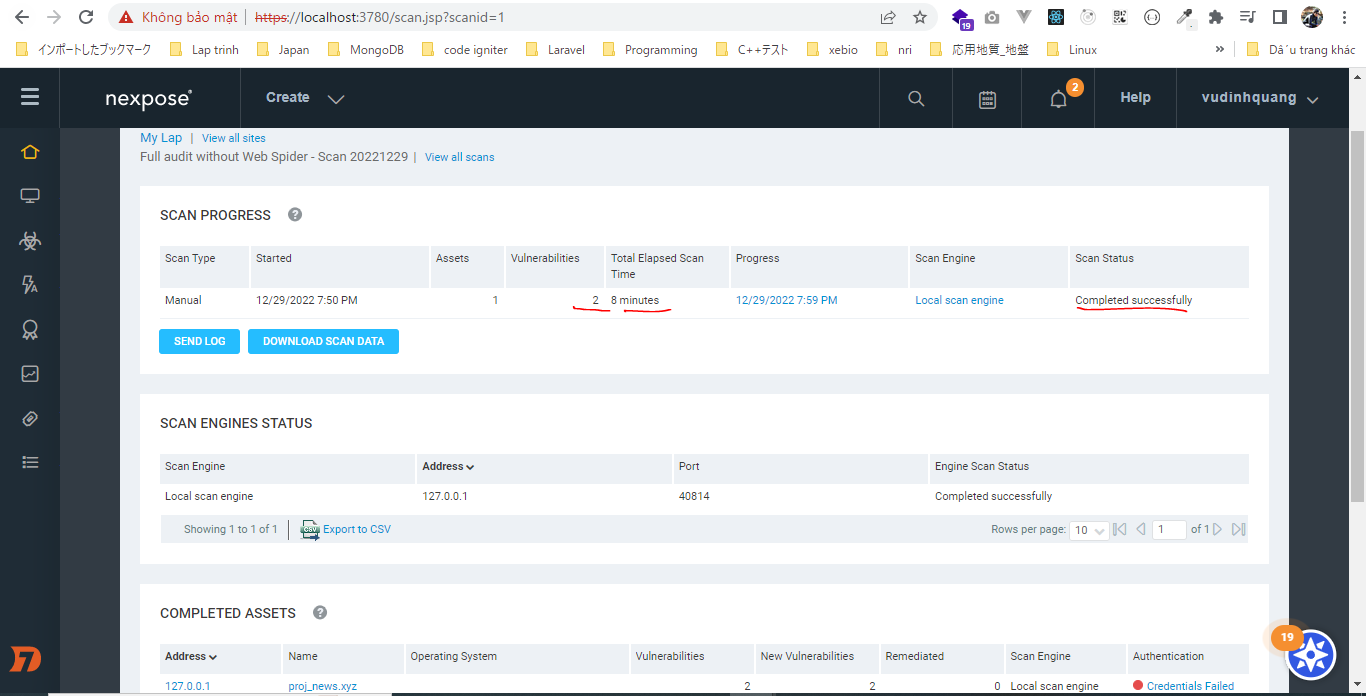 Không bảo mật https://localhost:3780/scan.jsp?scanid=1 19
インポートしたブックマーク Lap trinh Japan MongoDB code igniter Laravel Programming C++テスト xebio nri 応用地質_地盤 Linux » Dấu trang khác
nexpose® Create 2 Help vudinhquang
My Lap | View all sites
Full audit without Web Spider - Scan 20221229 | View all scans
SCAN PROGRESS ?
Scan Type Started Assets Vulnerabilities Total Elapsed Scan Time Progress Scan Engine Scan Status
Manual 12/29/2022 7:50 PM 1 2 8 minutes 12/29/2022 7:59 PM Local scan engine Completed successfully
SEND LOG DOWNLOAD SCAN DATA
SCAN ENGINES STATUS
Scan Engine Address Port Engine Scan Status
Local scan engine 127.0.0.1 40814 Completed successfully
Showing 1 to 1 of 1 CSV Export to CSV Rows per page: 10 1 of 1
COMPLETED ASSETS ?
19
Address Name Operating System Vulnerabilities New Vulnerabilities Remediated Scan Engine Authentication
127.0.0.1 proj_news.xyz 2 2 0 Local scan engine Credentials Failed